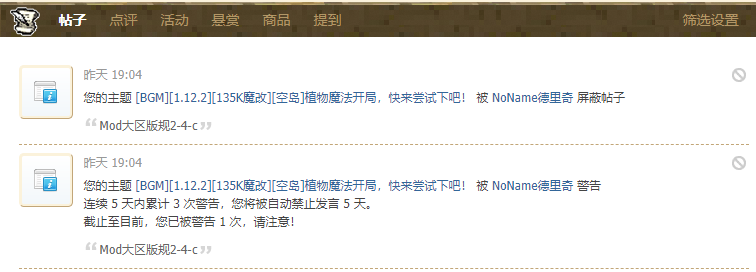 帖子 点评 活动 悬赏 商品 提到 筛选设置
昨天 19:04
您的主题 [BGM][1.12.2][135K魔改][空岛]植物魔法开局，快来尝试下吧！ 被 NoName德里奇 屏蔽帖子
“ Mod大区版规2-4-c ”
昨天 19:04
您的主题 [BGM][1.12.2][135K魔改][空岛]植物魔法开局，快来尝试下吧！ 被 NoName德里奇 警告
连续 5 天内累计 3 次警告，您将被自动禁止发言 5 天。
截止至目前，您已被警告 1 次，请注意！
“ Mod大区版规2-4-c ”